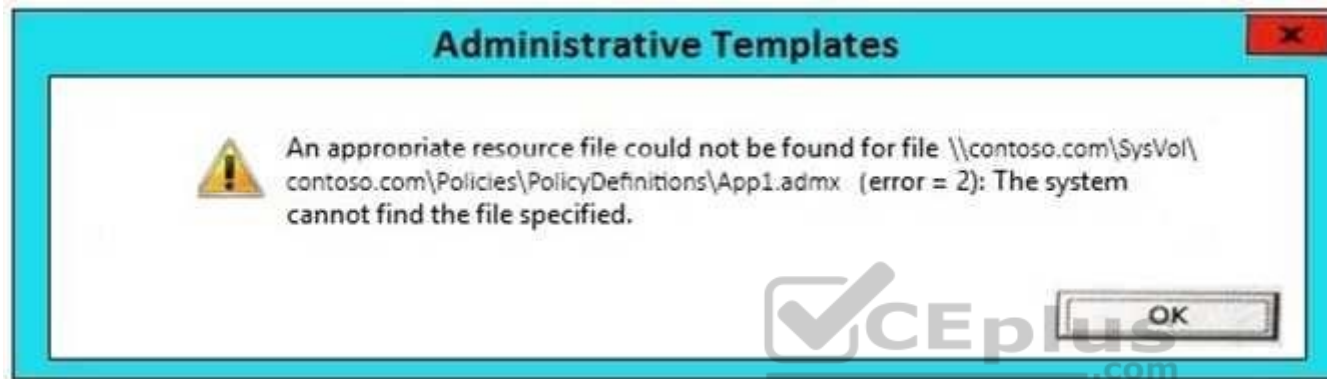 Administrative Templates
An appropriate resource file could not be found for file \\contoso.com\SysVol\
contoso.com\Policies\PolicyDefinitions\App1.admx (error = 2): The system
cannot find the file specified.
OK
VCEplus
.com